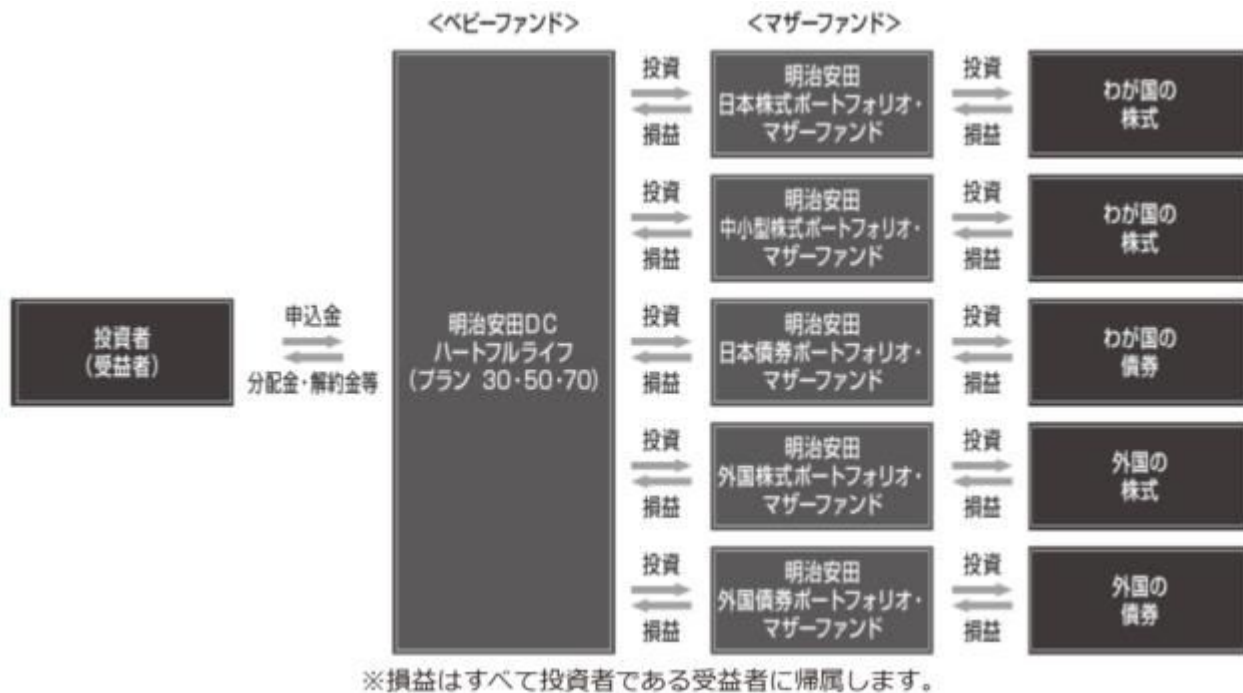 <ベビーファンド>
<マザーファンド>
投資者
(受益者)
申込金
分配金・解約金等
明治安田DC
ハートフルライフ
(プラン 30・50・70)
投資
損益
明治安田
日本株式ポートフォリオ・
マザーファンド
投資
損益
わが国の
株式
投資
損益
明治安田
中小型株式ポートフォリオ・
マザーファンド
投資
損益
わが国の
株式
投資
損益
明治安田
日本債券ポートフォリオ・
マザーファンド
投資
損益
わが国の
債券
投資
損益
明治安田
外国株式ポートフォリオ・
マザーファンド
投資
損益
外国の
株式
投資
損益
明治安田
外国債券ポートフォリオ・
マザーファンド
投資
損益
外国の
債券
※損益はすべて投資者である受益者に帰属します。